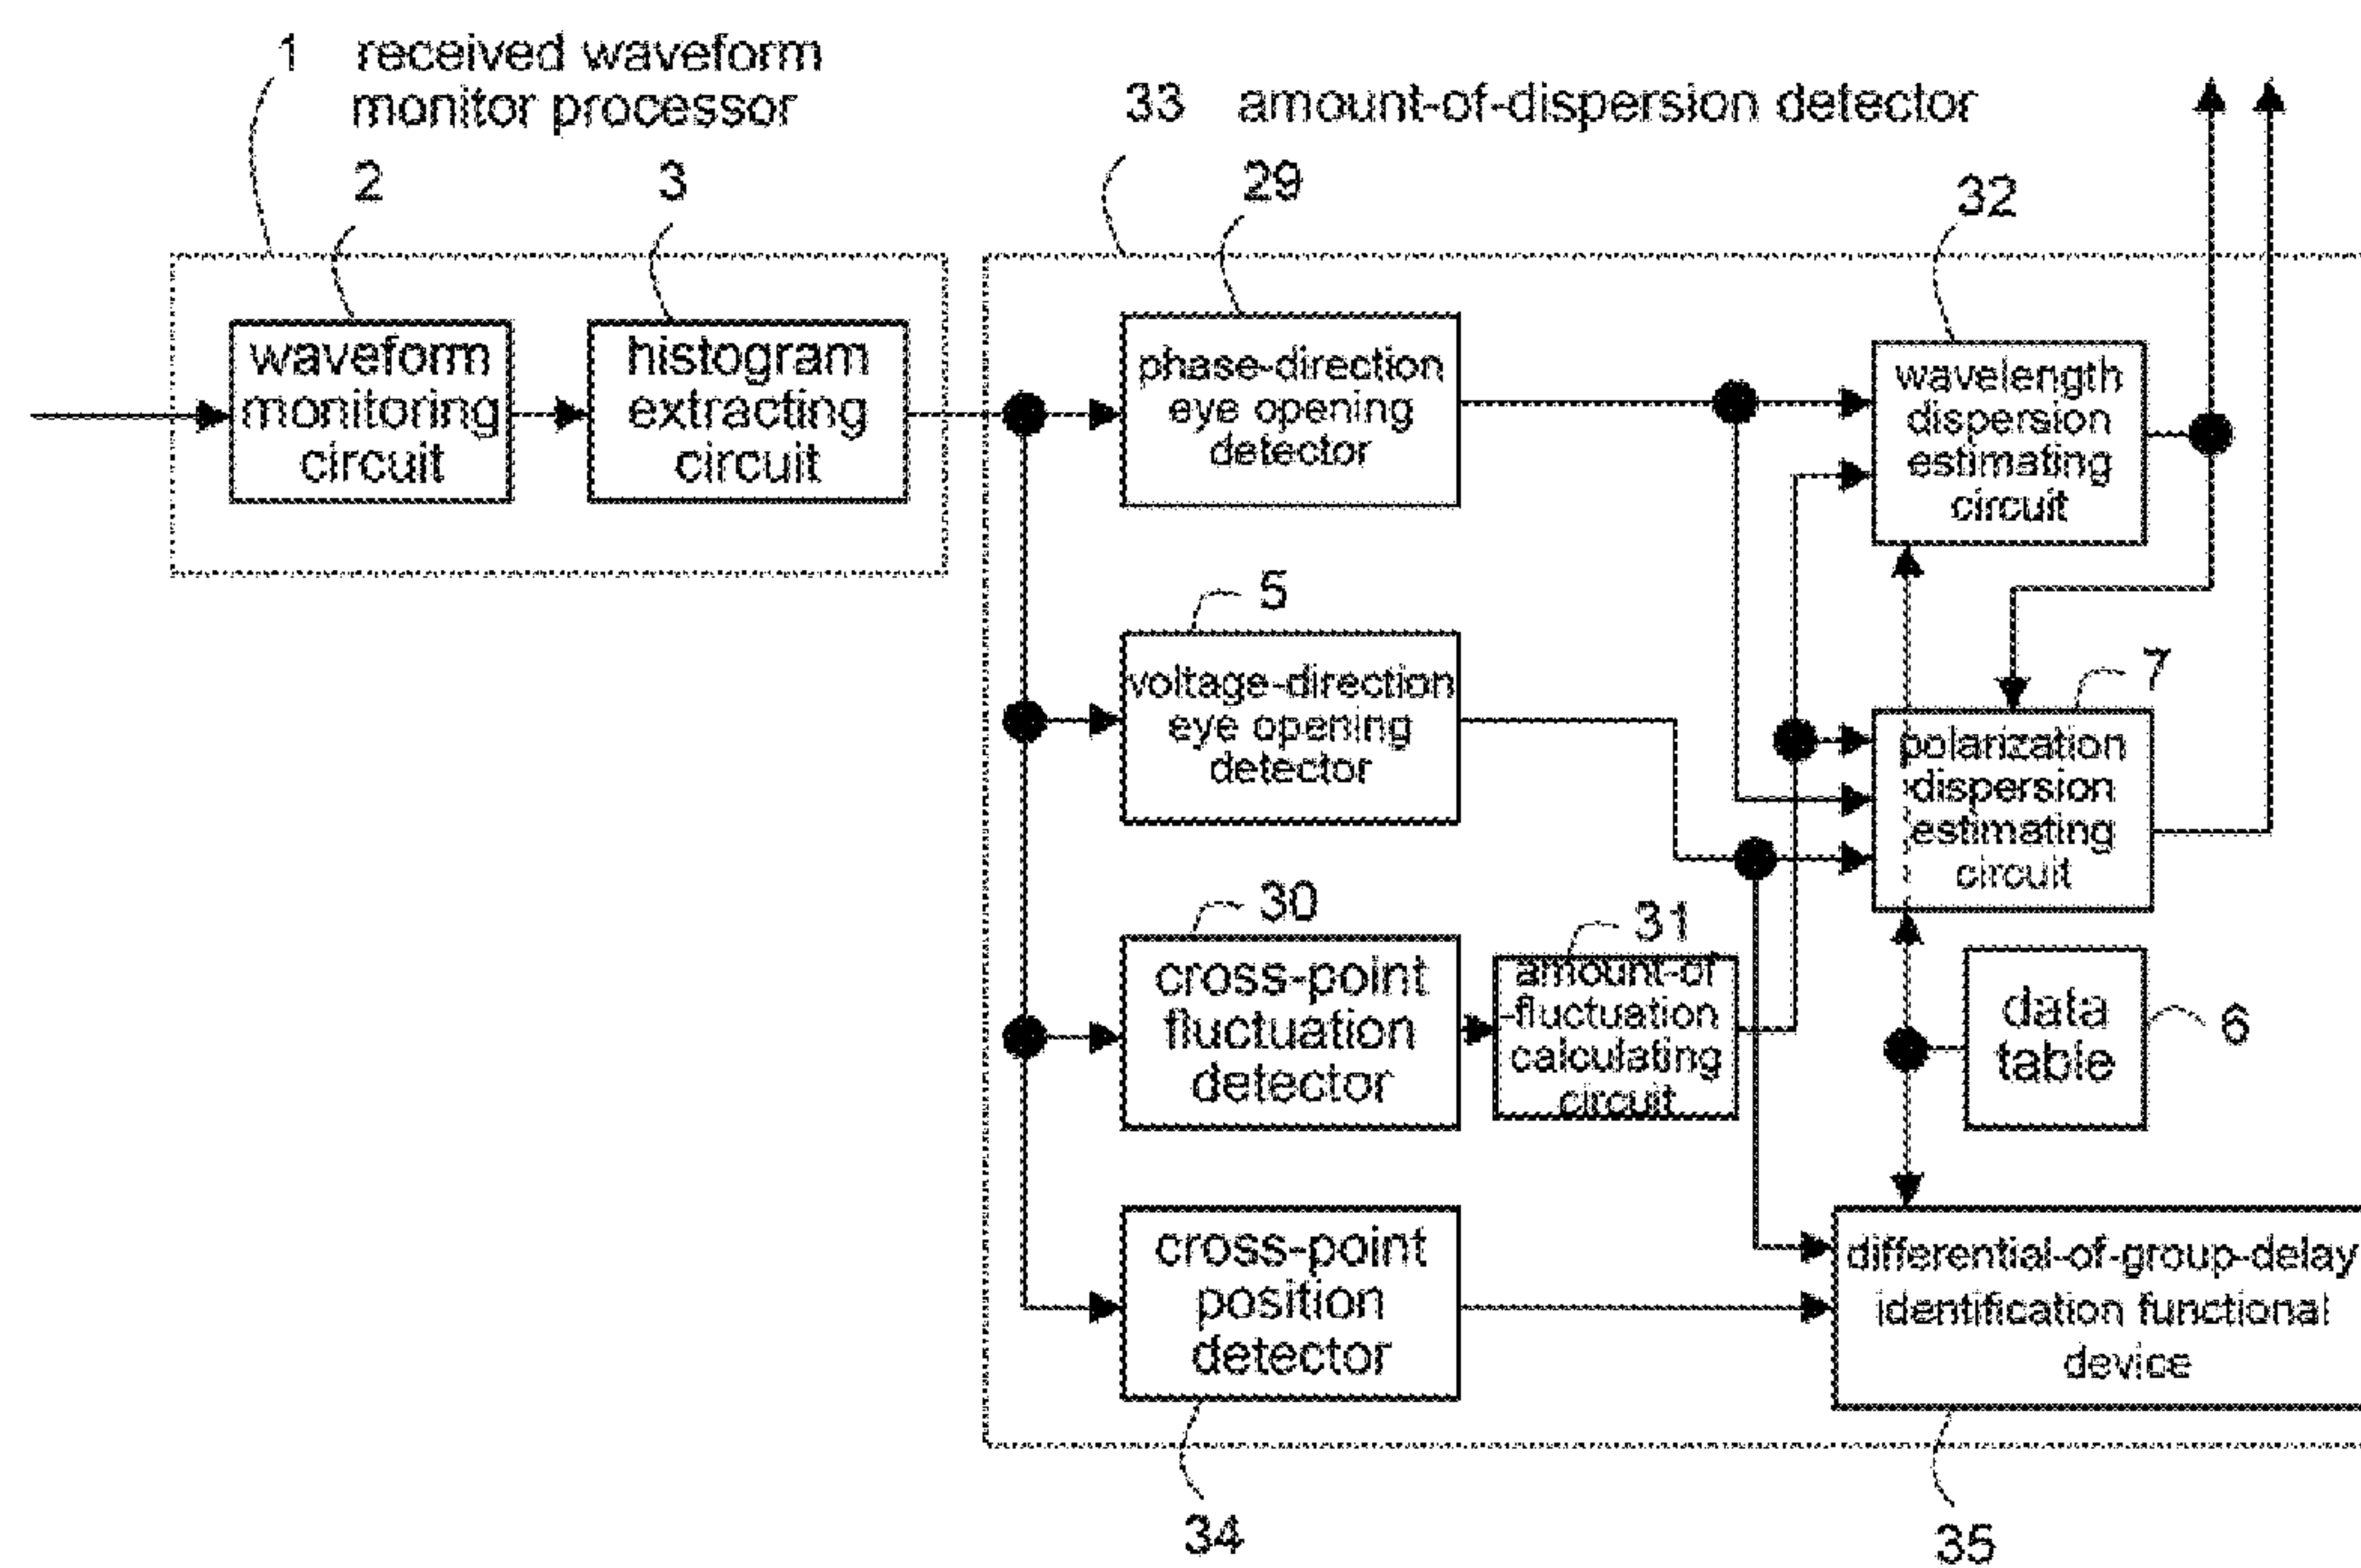 1 received waveform
monitor processor
2
3
33 amount-of-dispersion detector
29
32
waveform
monitoring
circuit
histogram
extracting
circuit
phase-direction
eye opening
detector
wavelength
dispersion
estimating
circuit
5
voltage-direction
eye opening
detector
7
polarization
dispersion
estimating
circuit
30
cross-point
fluctuation
detector
31
amount-of
-fluctuation
calculating
circuit
data
table
6
cross-point
position
detector
differential-of-group-delay
identification functional
device
34
35